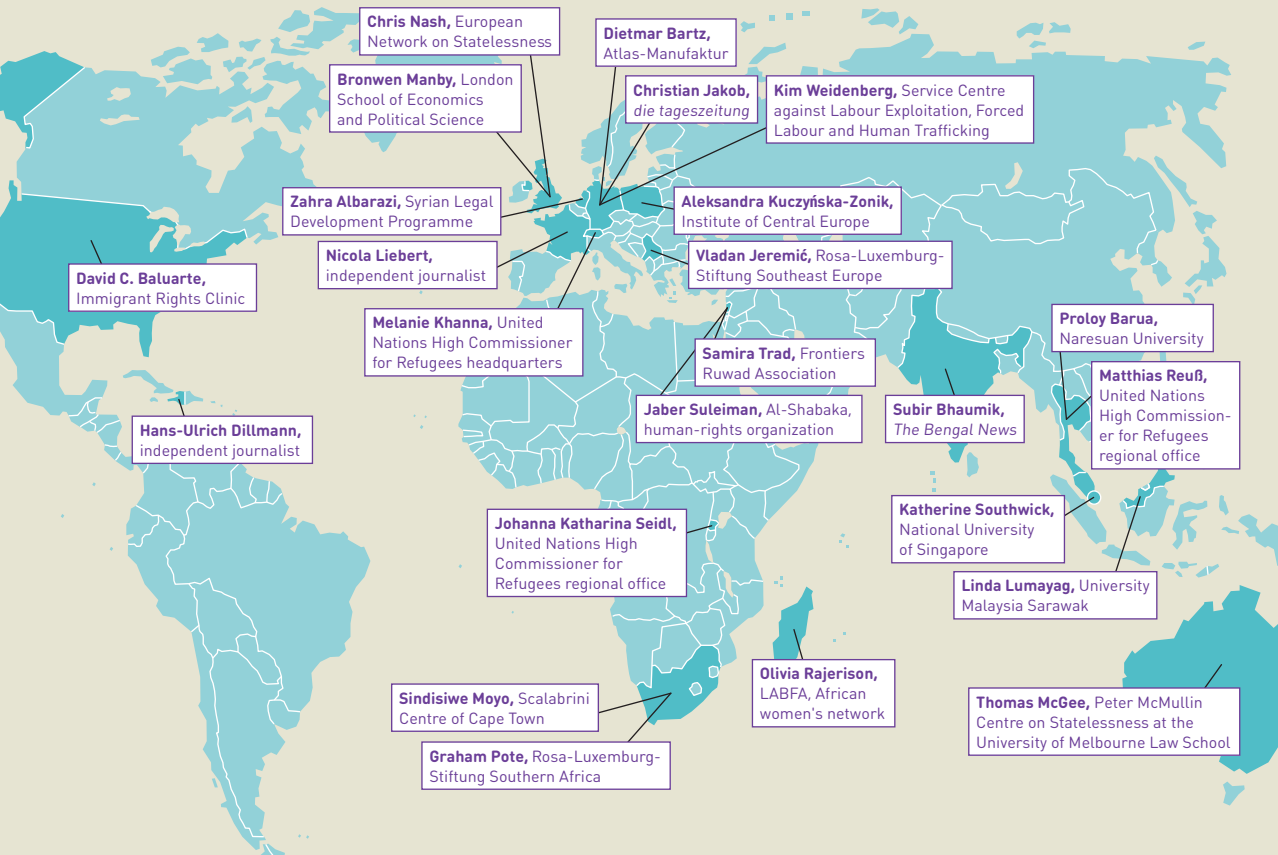 Chris Nash, European
Network on Statelessness
Dietmar Bartz,
Atlas-Manufaktur
Bronwen Manby, London
School of Economics
and Political Science
Christian Jakob,
die tageszeitung
Kim Weidenberg, Service Centre
against Labour Exploitation, Forced
Labour and Human Trafficking
Zahra Albarazi, Syrian Legal
Development Programme
Aleksandra Kuczyńska-Zonik,
Institute of Central Europe
Nicola Liebert,
independent journalist
Vladan Jeremić, Rosa-Luxemburg-
Stiftung Southeast Europe
David C. Baluarte,
Immigrant Rights Clinic
Melanie Khanna, United
Nations High Commissioner
for Refugees headquarters
Samira Trad, Frontiers
Ruwad Association
Proloy Barua,
Naresuan University
Matthias Reuß,
United Nations
High Commission-
er for Refugees
regional office
Jaber Suleiman, Al-Shabaka,
human-rights organization
Subir Bhaumik,
The Bengal News
Hans-Ulrich Dillmann,
independent journalist
Katherine Southwick,
National University
of Singapore
Johanna Katharina Seidl,
United Nations High
Commissioner for
Refugees regional office
Linda Lumayag, University
Malaysia Sarawak
Olivia Rajerison,
LABFA, African
women's network
Sindisiwe Moyo, Scalabrini
Centre of Cape Town
Thomas McGee, Peter McMullin
Centre on Statelessness at the
University of Melbourne Law School
Graham Pote, Rosa-Luxemburg-
Stiftung Southern Africa